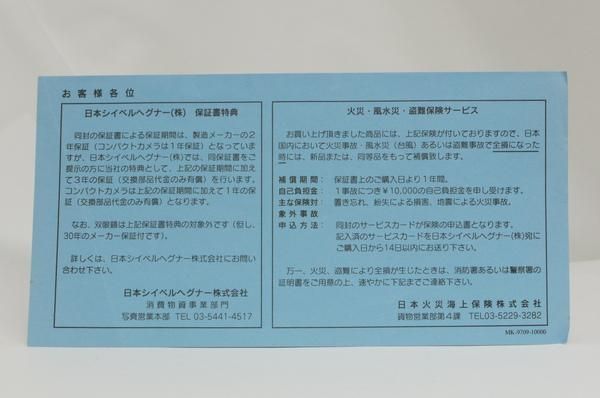 お客様各位
日本シイベルヘグナー(株) 保証書特典
同封の保証書による保証期間は、製造メーカーの2
年保証（コンパクトカメラは1年保証）となっていま
すが、日本シイベルヘグナー(株)では、同保証書をご
提示の方に当社の特典として、上記の保証期間に加え
て3年の保証（交換部品代金のみ有償）を行います。
コンパクトカメラは上記の保証期間に加えて1年の保
証（交換部品代金のみ有償）となります。
なお、双眼鏡は上記保証書特典の対象外です（但し、
30年のメーカー保証付です）。
詳しくは、日本シイベルヘグナー株式会社にお問い
合わせ下さい。
日本シイベルヘグナー株式会社
消費物資事業部門
写真営業本部 TEL 03-5441-4517
火災・風水災・盗難保険サービス
お買い上げ頂きました商品には、上記保険が付いておりますので、日本
国内において火災事故・風水災（台風）あるいは盗難事故で全損になった
時には、新品または、同等品をもって補償致します。
補償期間： 保証書上のご購入日より1年間。
自己負担金： 1事故につき¥10,000の自己負担金を申し受けます。
主な保険対象外事故： 置き忘れ、紛失による損害、地震による火災事故。
申込方法： 同封のサービスカードが保険の申込書となります。
記入済のサービスカードを日本シイベルヘグナー(株)宛に
ご購入日から14日以内にお送り下さい。
万一、火災、盗難により全損が生じたときは、消防署あるいは警察署の
証明書をご用意の上、速やかに下記までご連絡下さい。
日本火災海上保険株式会社
貨物営業部第4課 TEL03-5229-3282
MK-9709-10000